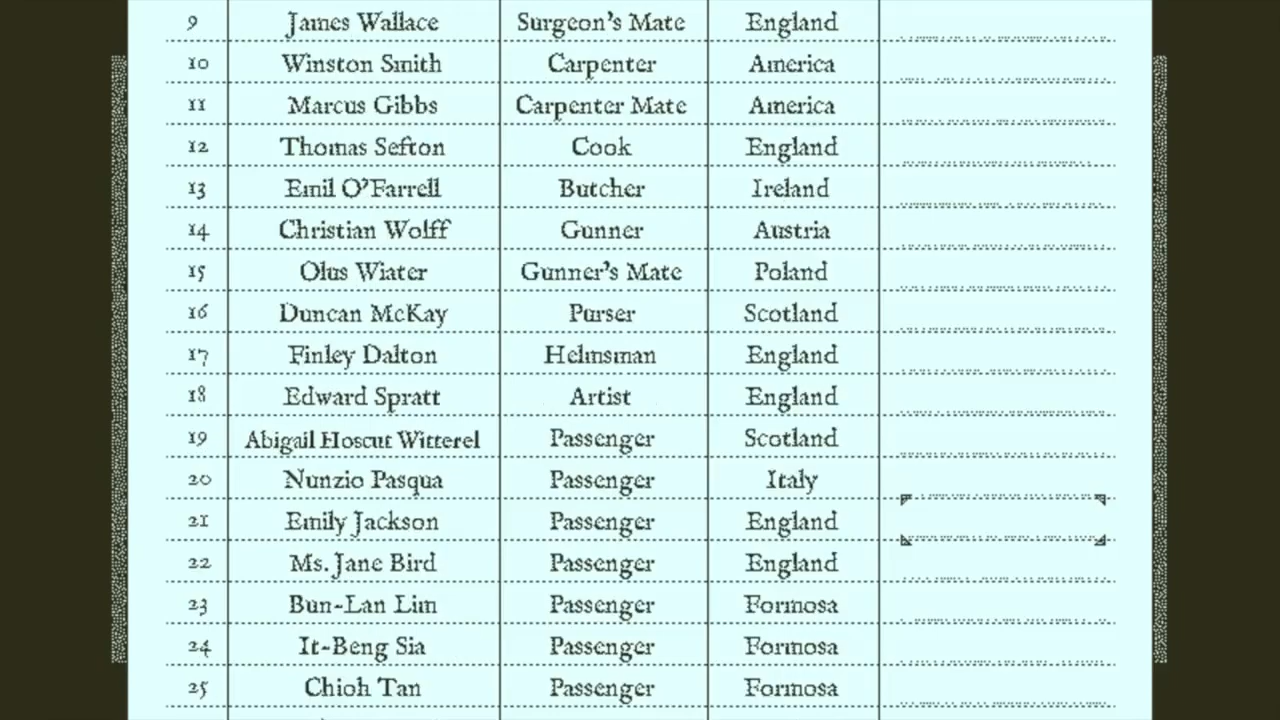 9 James Wallace Surgeon's Mate England
10 Winston Smith Carpenter America
11 Marcus Gibbs Carpenter Mate America
12 Thomas Sefton Cook England
13 Emil O'Farrell Butcher Ireland
14 Christian Wolff Gunner Austria
15 Olus Wiater Gunner's Mate Poland
16 Duncan McKay Purser Scotland
17 Finley Dalton Helmsman England
18 Edward Spratt Artist England
19 Abigail Hoscut Witterel Passenger Scotland
20 Nunzio Pasqua Passenger Italy
21 Emily Jackson Passenger England
22 Ms. Jane Bird Passenger England
23 Bun-Lan Lim Passenger Formosa
24 It-Beng Sia Passenger Formosa
25 Chioh Tan Passenger Formosa